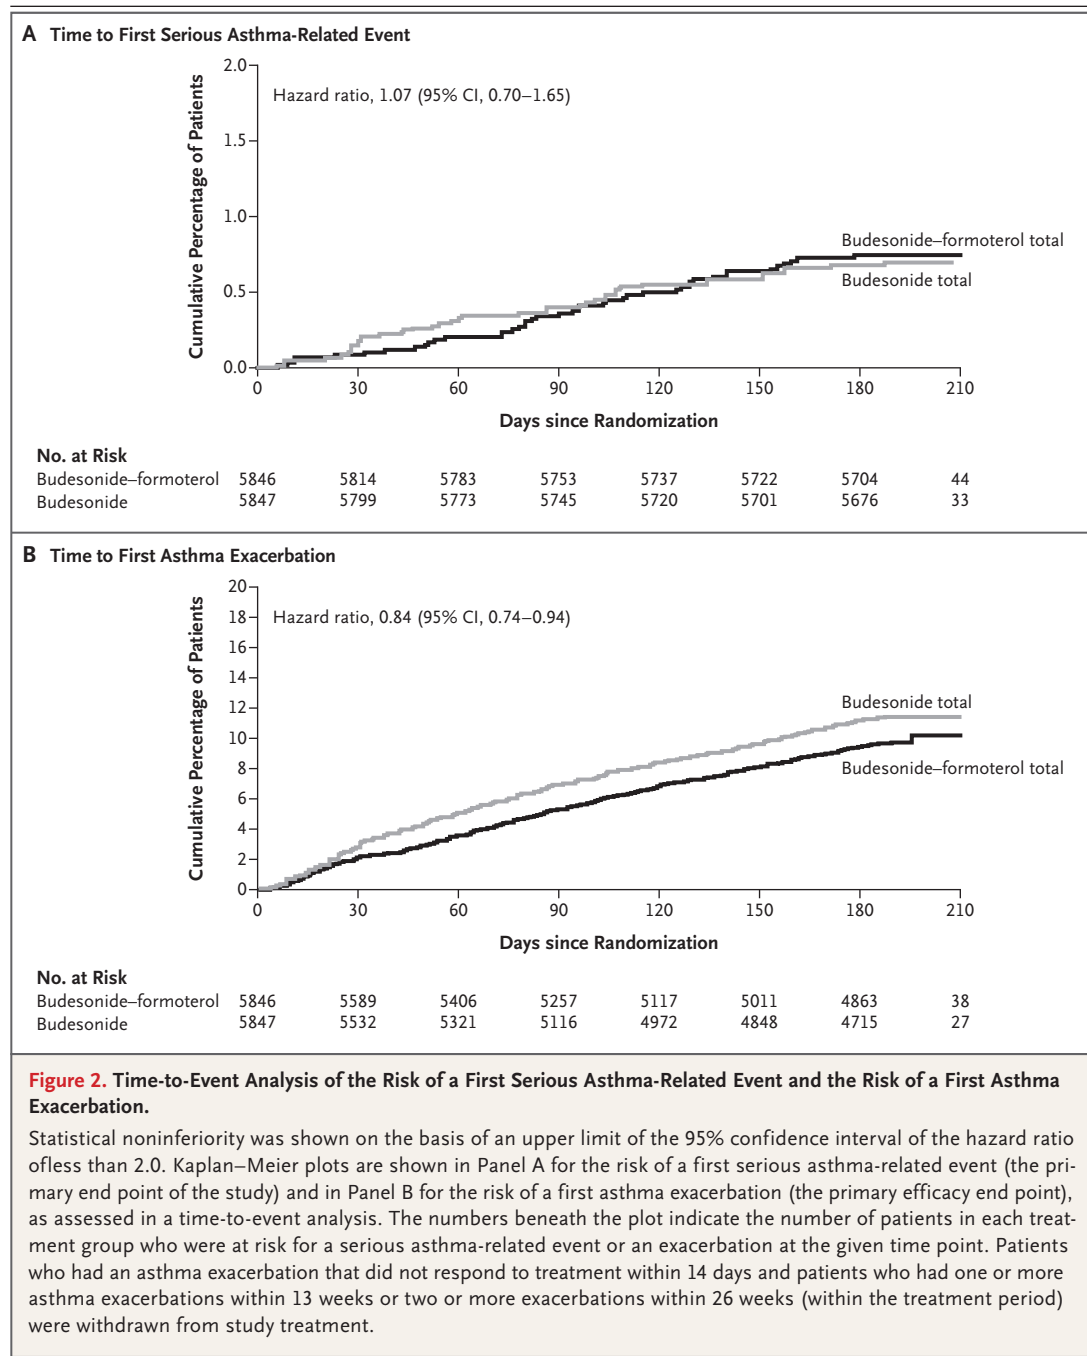 A Time to First Serious Asthma-Related Event
Cumulative Percentage of Patients
2.0
1.5
1.0
0.5
0.0
Hazard ratio, 1.07 (95% CI, 0.70–1.65)
Budesonide–formoterol total
Budesonide total
0 30 60 90 120 150 180 210
Days since Randomization
No. at Risk
Budesonide–formoterol 5846 5814 5783 5753 5737 5722 5704 44
Budesonide 5847 5799 5773 5745 5720 5701 5676 33
B Time to First Asthma Exacerbation
Cumulative Percentage of Patients
20
18
16
14
12
10
8
6
4
2
0
Hazard ratio, 0.84 (95% CI, 0.74–0.94)
Budesonide total
Budesonide–formoterol total
0 30 60 90 120 150 180 210
Days since Randomization
No. at Risk
Budesonide–formoterol 5846 5589 5406 5257 5117 5011 4863 38
Budesonide 5847 5532 5321 5116 4972 4848 4715 27
Figure 2. Time-to-Event Analysis of the Risk of a First Serious Asthma-Related Event and the Risk of a First Asthma
Exacerbation.
Statistical noninferiority was shown on the basis of an upper limit of the 95% confidence interval of the hazard ratio
ofless than 2.0. Kaplan–Meier plots are shown in Panel A for the risk of a first serious asthma-related event (the pri-
mary end point of the study) and in Panel B for the risk of a first asthma exacerbation (the primary efficacy end point),
as assessed in a time-to-event analysis. The numbers beneath the plot indicate the number of patients in each treat-
ment group who were at risk for a serious asthma-related event or an exacerbation at the given time point. Patients
who had an asthma exacerbation that did not respond to treatment within 14 days and patients who had one or more
asthma exacerbations within 13 weeks or two or more exacerbations within 26 weeks (within the treatment period)
were withdrawn from study treatment.